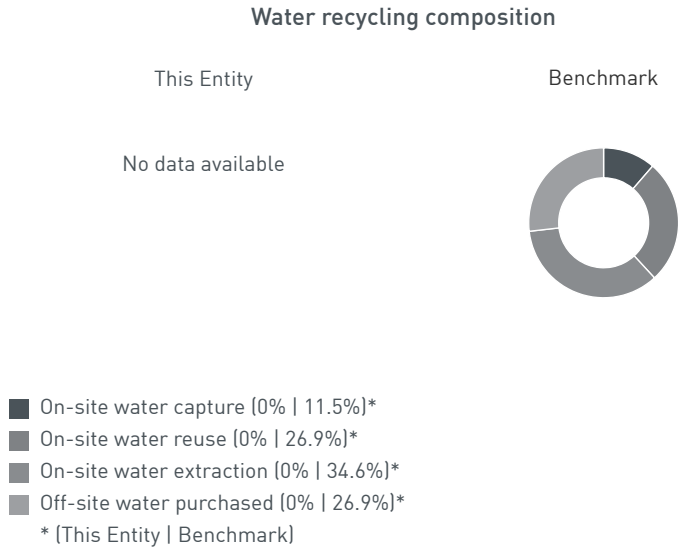 Water recycling composition
This Entity
Benchmark
No data available
On-site water capture (0% | 11.5%)*
On-site water reuse (0% | 26.9%)*
On-site water extraction (0% | 34.6%)*
Off-site water purchased (0% | 26.9%)*
* (This Entity | Benchmark)